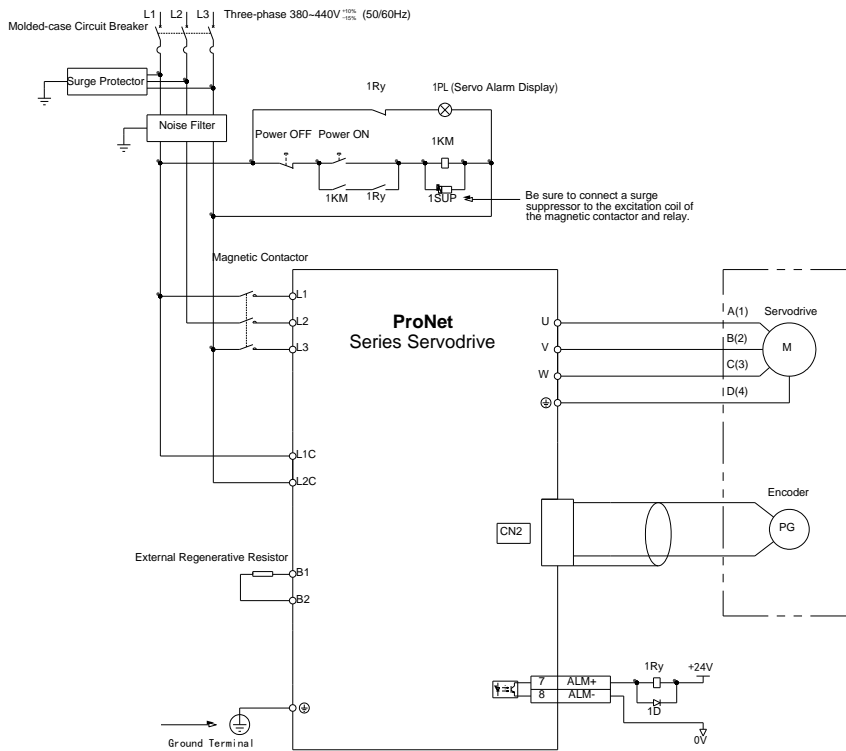 L1 L2 L3 Three-phase 380~440V +10% -15% (50/60Hz)
Molded-case Circuit Breaker
Surge Protector
1Ry 1PL (Servo Alarm Display)
Noise Filter
Power OFF Power ON 1KM
1KM 1Ry 1SUP
Be sure to connect a surge
suppressor to the excitation coil of
the magnetic contactor and relay.
Magnetic Contactor
L1
L2
L3
ProNet
Series Servodrive
U
V
W
A(1)
B(2)
C(3)
D(4)
Servodrive
M
L1C
L2C
CN2
Encoder
PG
External Regenerative Resistor
B1
B2
7 ALM+
8 ALM-
1Ry +24V
1D
0V
Ground Terminal